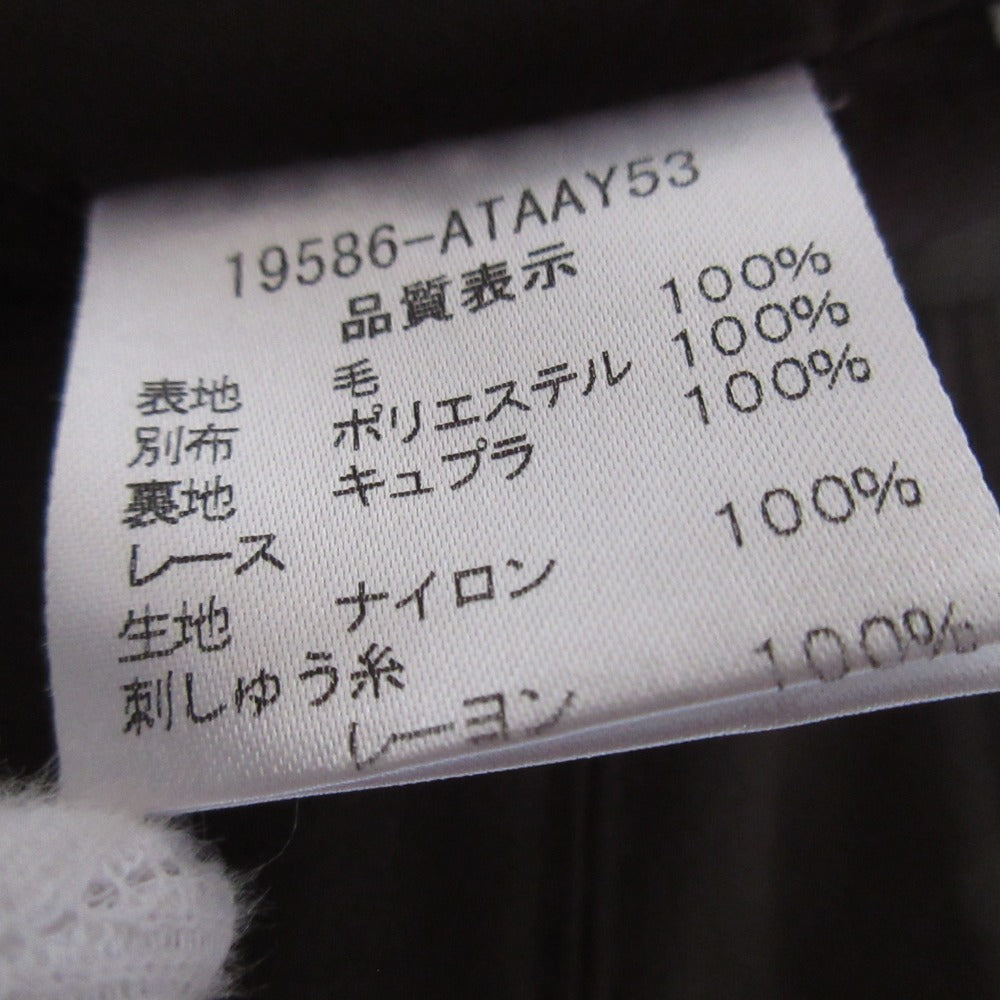 19586-ATAAY53
品質表示
表地 毛 100%
別布 ポリエステル 100%
裏地 キュプラ 100%
レース
生地 ナイロン 100%
刺しゅう糸
レーヨン 100%